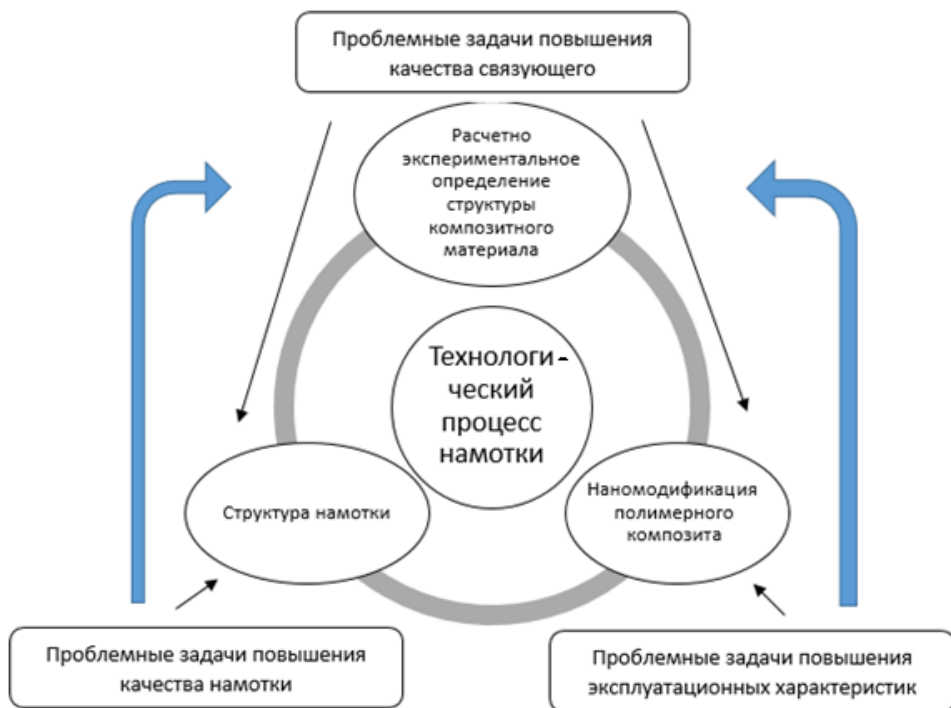 Проблемные задачи повышения
качества связующего
Расчетно
экспериментальное
определение
структуры
композитного
материала
Технологи-
ческий
процесс
намотки
Структура намотки
Наномодификация
полимерного
композита
Проблемные задачи повышения
качества намотки
Проблемные задачи повышения
эксплуатационных характеристик